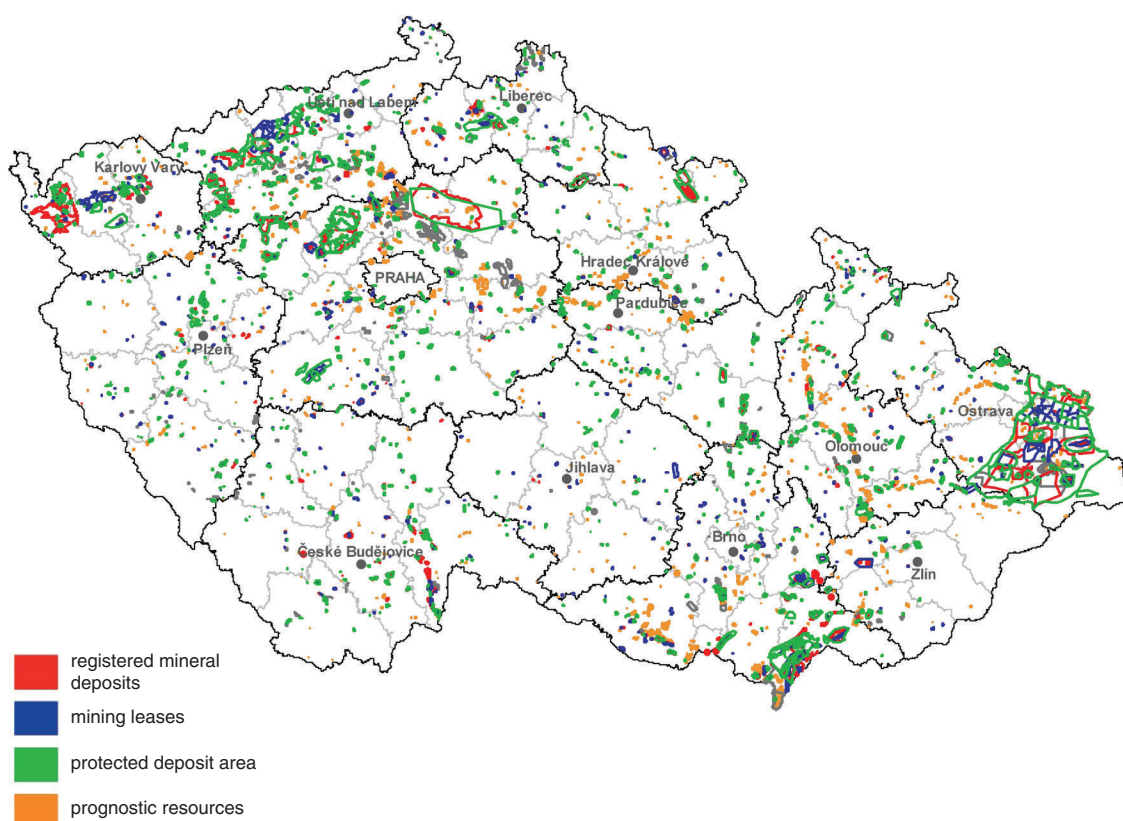 Ústí nad Labem
Liberec
Karlovy Vary
Hradec Králové
PRAHA
Pardubice
Plzeň
Ostrava
Olomouc
Jihlava
Brno
České Budějovice
Zlín
registered mineral
deposits
mining leases
protected deposit area
prognostic resources